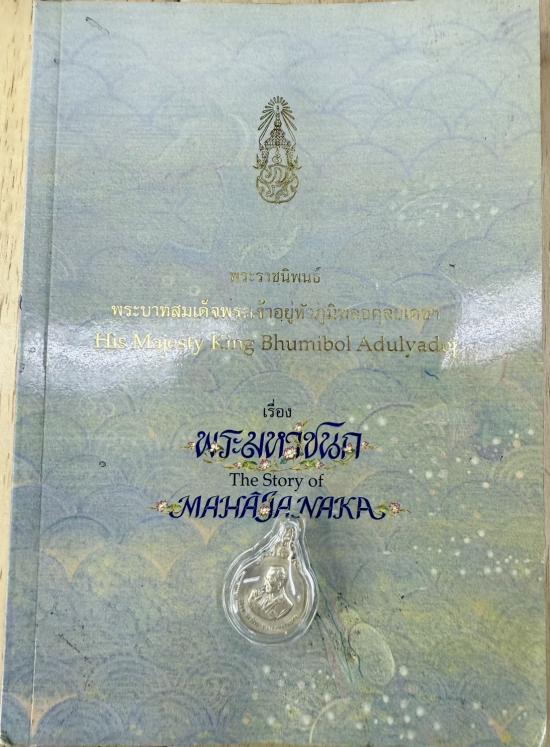 พระราชนิพนธ์
พระบาทสมเด็จพระเจ้าอยู่หัวภูมิพลอดุลยเดช
His Majesty King Bhumibol Adulyadej
เรื่อง
พระมหาชนก
The Story of
MAHĀJANAKA